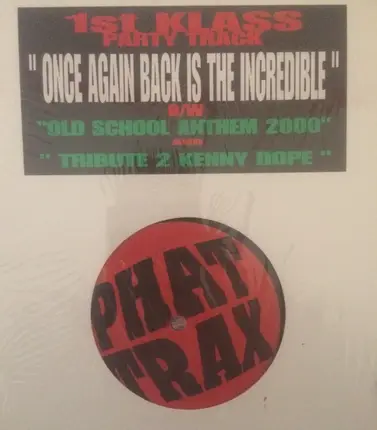 1st KLASS
PARTY TRACK
" ONCE AGAIN BACK IS THE INCREDIBLE "
B/W
"OLD SCHOOL ANTHEM 2000"
" TRIBUTE 2 KENNY DOPE "
PHAT
TRAX